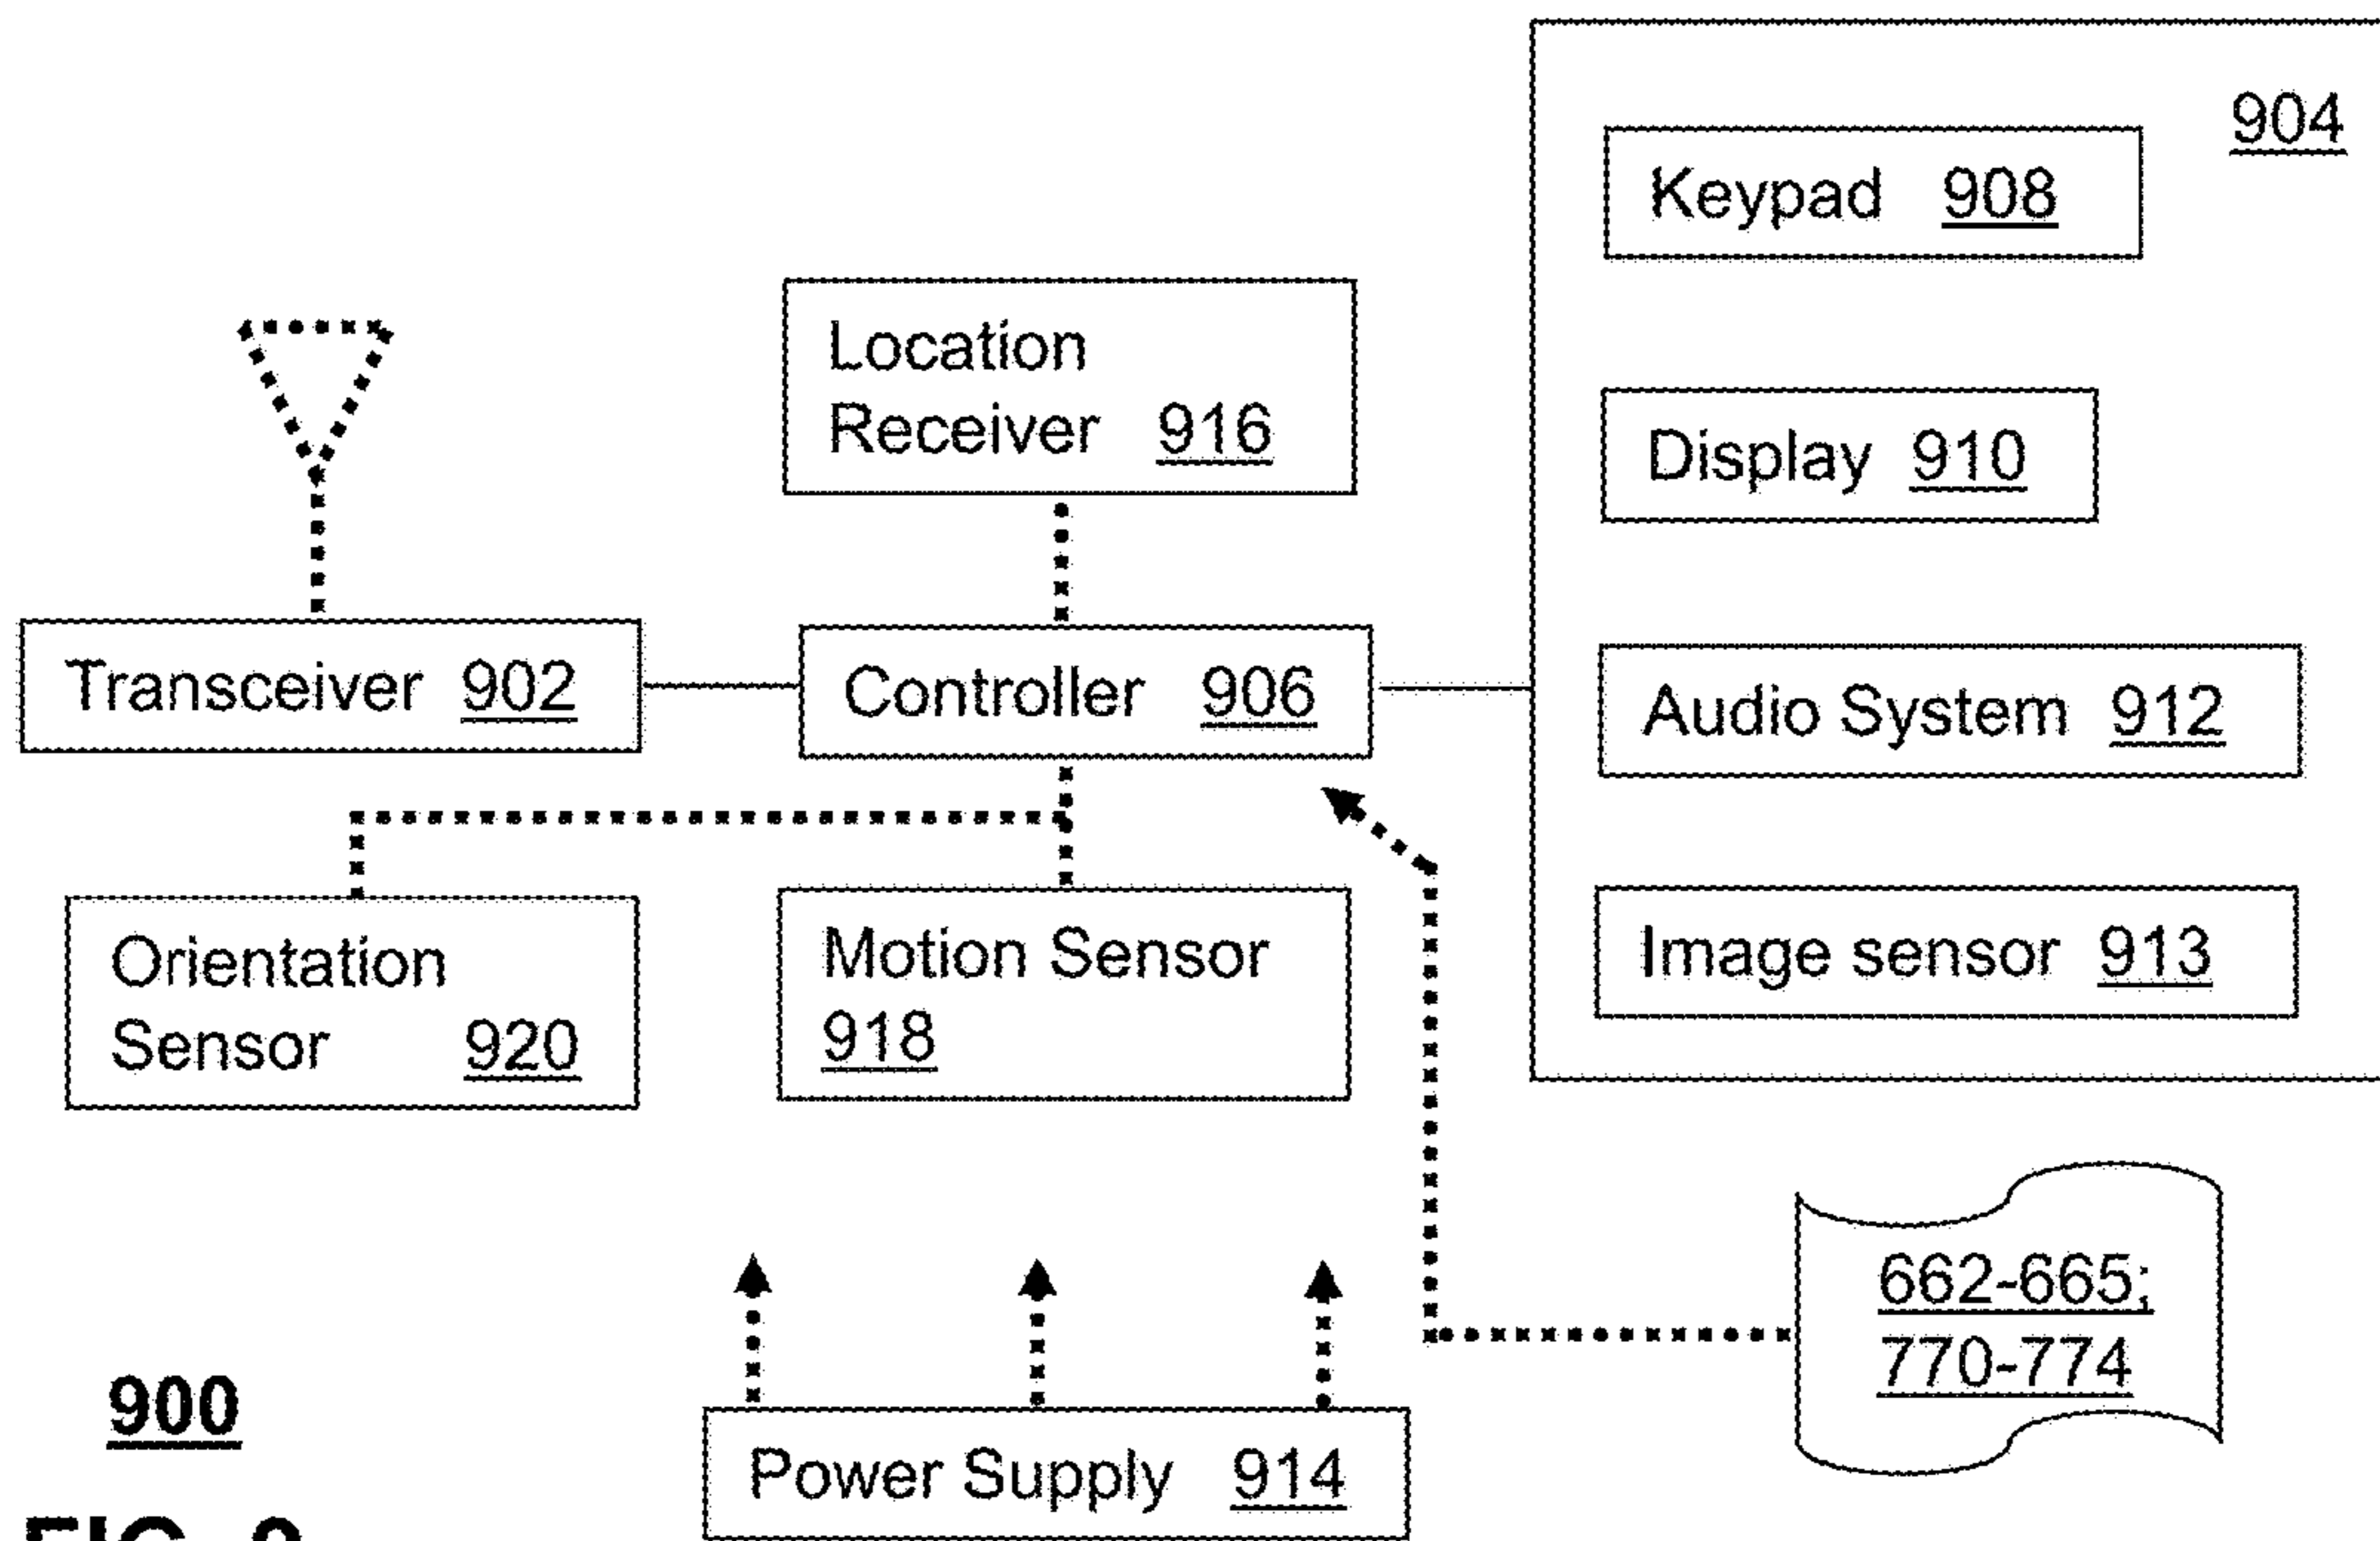 904
Keypad 908
Location
Receiver 916
Display 910
Transceiver 902
Controller 906
Audio System 912
Orientation
Sensor 920
Motion Sensor
918
Image sensor 913
662-665;
770-774
900
Power Supply 914
FIG.